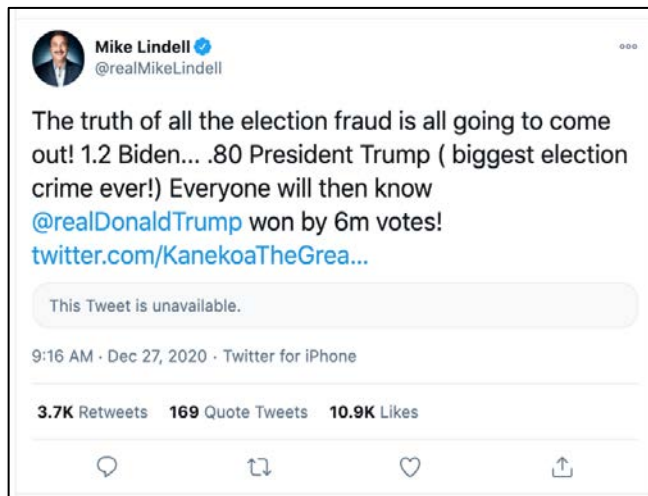 Mike Lindell
@realMikeLindell
The truth of all the election fraud is all going to come
out! 1.2 Biden... .80 President Trump ( biggest election
crime ever!) Everyone will then know
@realDonaldTrump won by 6m votes!
twitter.com/KanekoaTheGrea...
This Tweet is unavailable.
9:16 AM · Dec 27, 2020 · Twitter for iPhone
3.7K Retweets 169 Quote Tweets 10.9K Likes